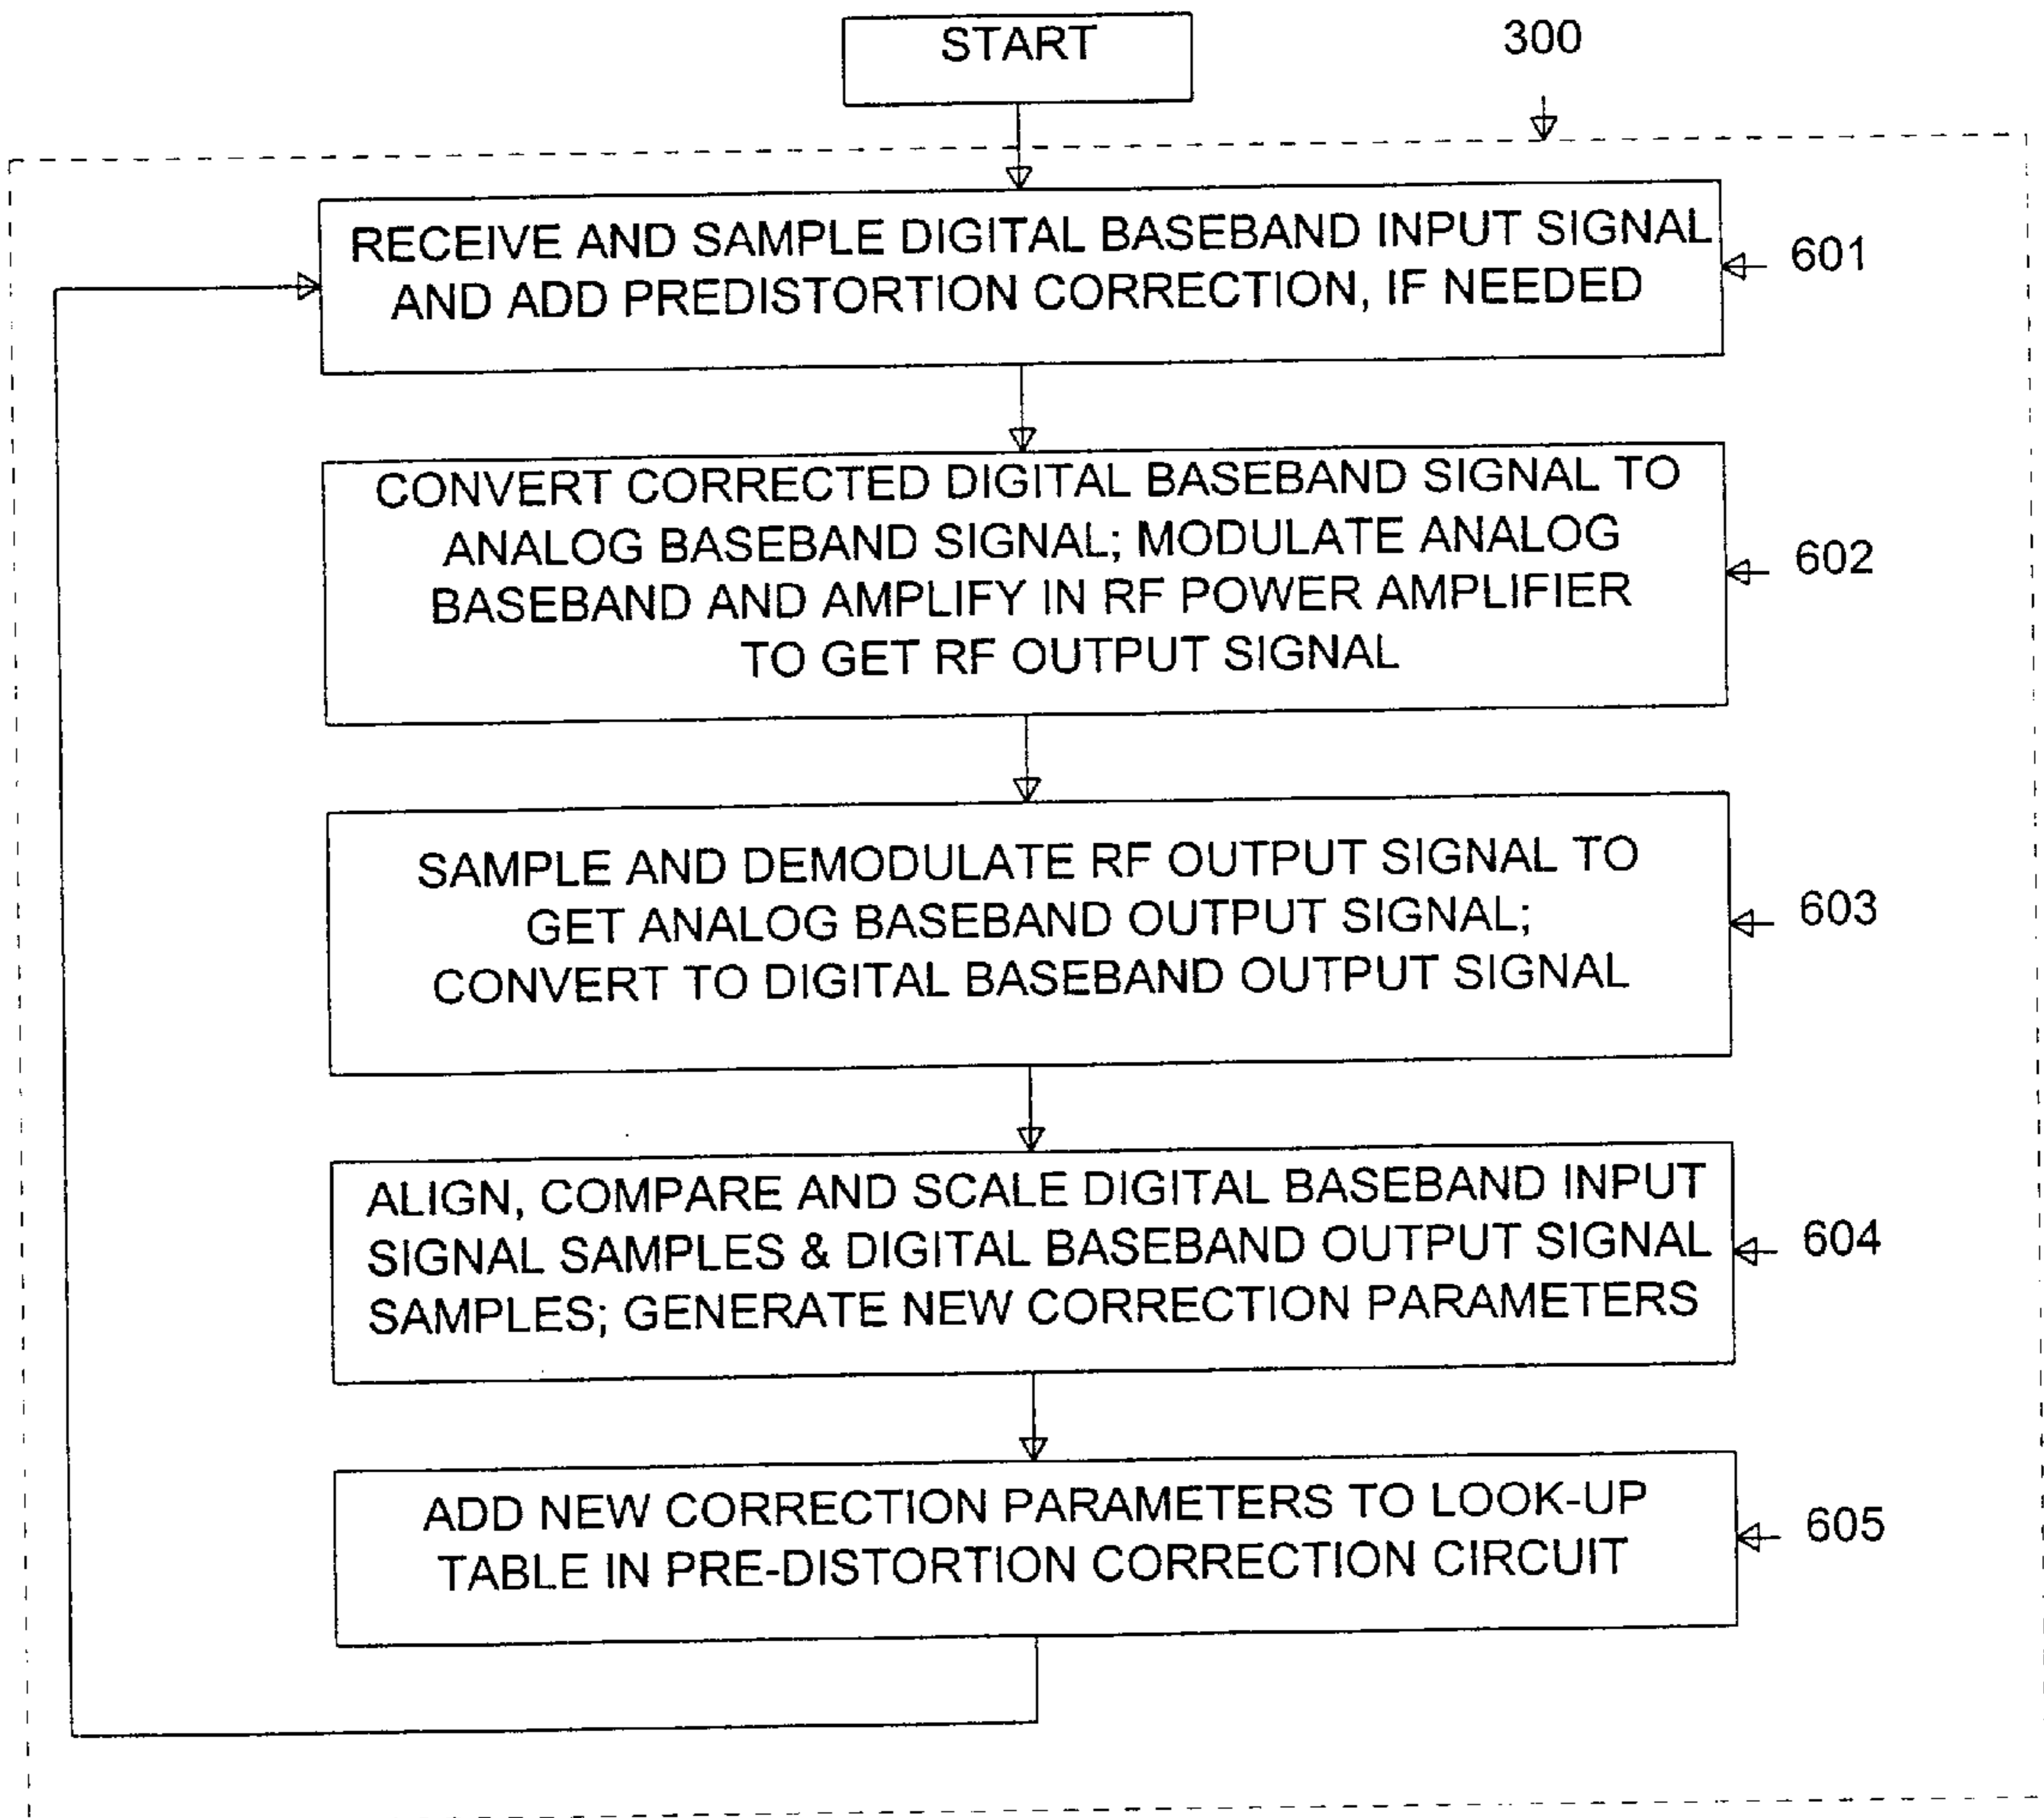 START
300
RECEIVE AND SAMPLE DIGITAL BASEBAND INPUT SIGNAL
AND ADD PREDISTORTION CORRECTION, IF NEEDED
601
CONVERT CORRECTED DIGITAL BASEBAND SIGNAL TO
ANALOG BASEBAND SIGNAL; MODULATE ANALOG
BASEBAND AND AMPLIFY IN RF POWER AMPLIFIER
TO GET RF OUTPUT SIGNAL
602
SAMPLE AND DEMODULATE RF OUTPUT SIGNAL TO
GET ANALOG BASEBAND OUTPUT SIGNAL;
CONVERT TO DIGITAL BASEBAND OUTPUT SIGNAL
603
ALIGN, COMPARE AND SCALE DIGITAL BASEBAND INPUT
SIGNAL SAMPLES & DIGITAL BASEBAND OUTPUT SIGNAL
SAMPLES; GENERATE NEW CORRECTION PARAMETERS
604
ADD NEW CORRECTION PARAMETERS TO LOOK-UP
TABLE IN PRE-DISTORTION CORRECTION CIRCUIT
605